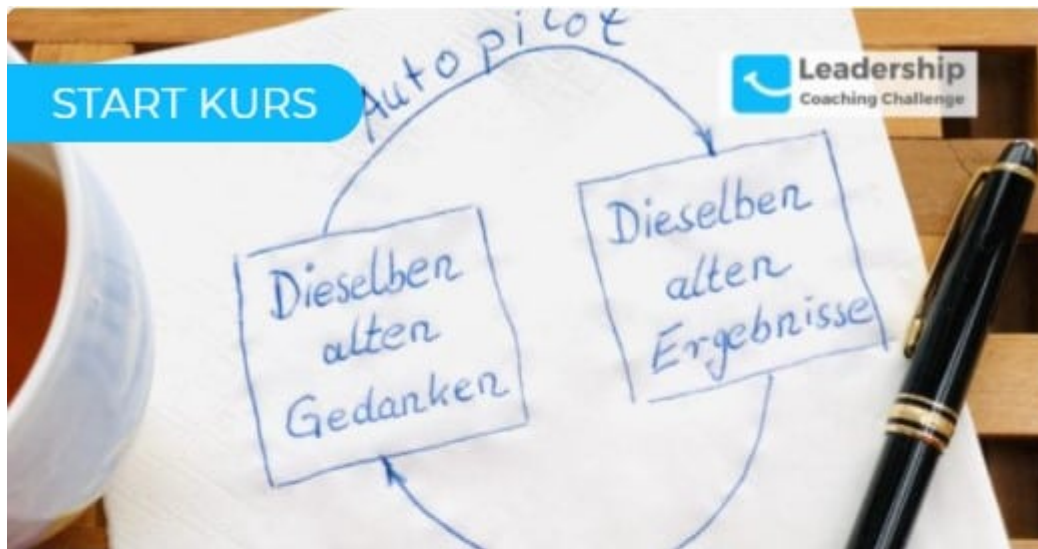 Autopilot
START KURS
Leadership
Coaching Challenge
Dieselben
alten
Gedanken
Dieselben
alten
Ergebnisse